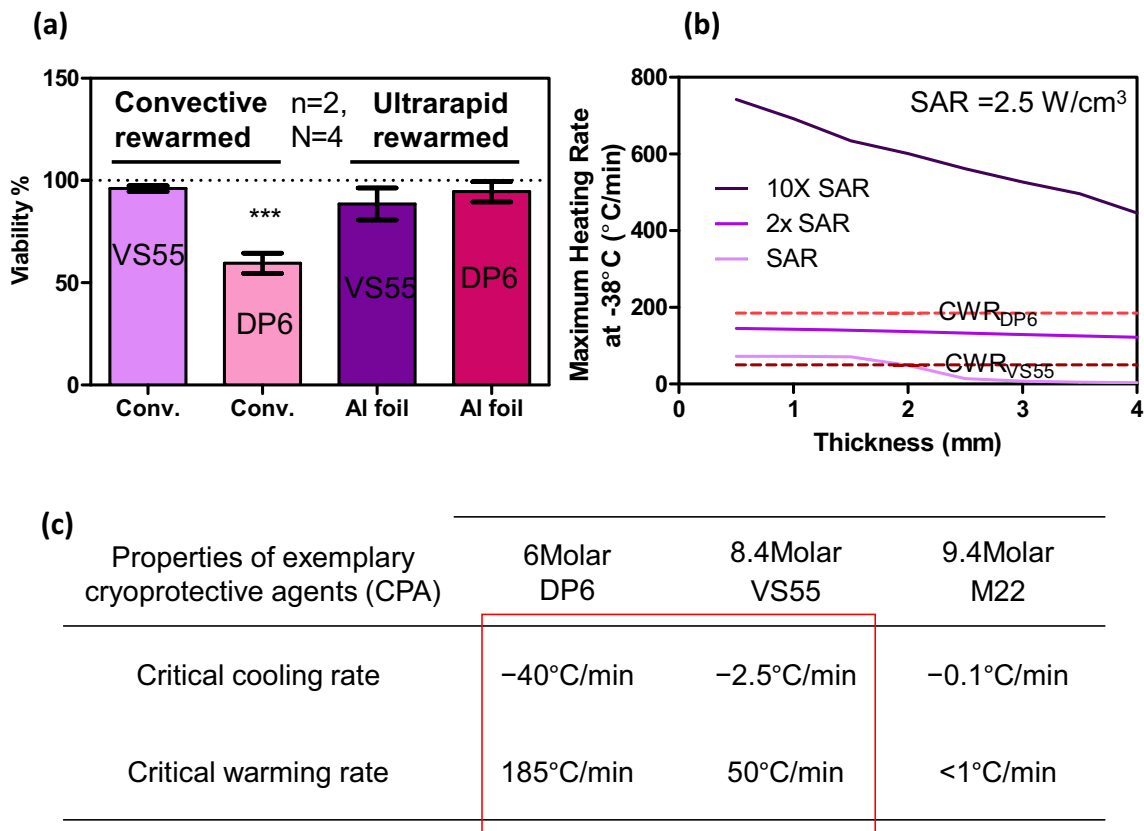 (a)
150
100
50
0
Viability %
Convective
rewarmed
n=2,
N=4
Ultrarapid
rewarmed
***
VS55
DP6
VS55
DP6
Conv.
Conv.
Al foil
Al foil
(b)
800
600
400
200
0
Maximum Heating Rate
at -38°C (°C/min)
SAR =2.5 W/cm³
10X SAR
2x SAR
SAR
CWR_DP6
CWR_VS55
0
1
2
3
4
Thickness (mm)
(c)
Properties of exemplary
cryoprotective agents (CPA)
6Molar
DP6
8.4Molar
VS55
9.4Molar
M22
Critical cooling rate
−40°C/min
−2.5°C/min
−0.1°C/min
Critical warming rate
185°C/min
50°C/min
<1°C/min